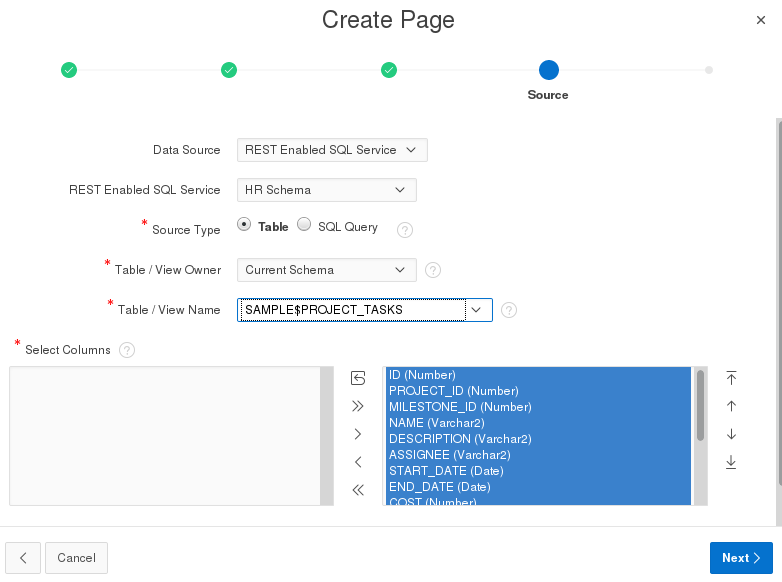 Create Page
Source
Data Source REST Enabled SQL Service
REST Enabled SQL Service HR Schema
* Source Type Table SQL Query ?
* Table / View Owner Current Schema ?
* Table / View Name SAMPLE$PROJECT_TASKS ?
* Select Columns ?
ID (Number)
PROJECT_ID (Number)
MILESTONE_ID (Number)
NAME (Varchar2)
DESCRIPTION (Varchar2)
ASSIGNEE (Varchar2)
START_DATE (Date)
END_DATE (Date)
COST (Number)
Cancel Next